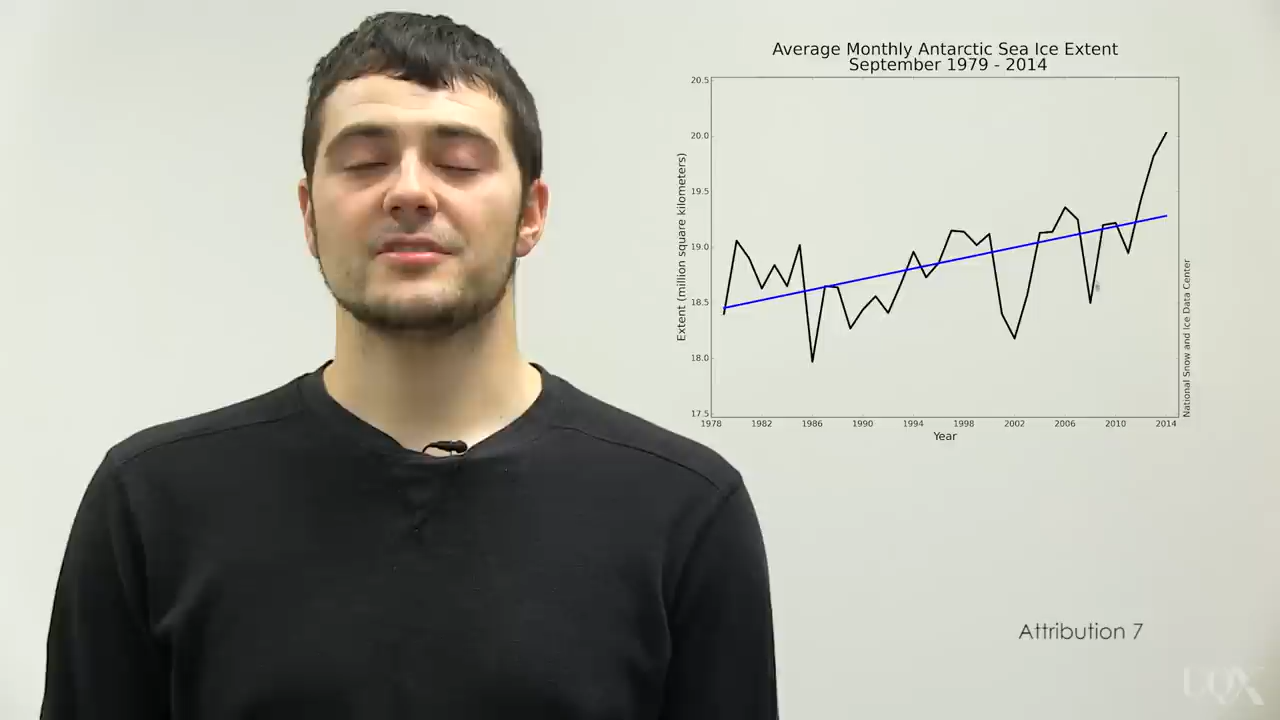 Average Monthly Antarctic Sea Ice Extent
September 1979 - 2014
20.5
20.0
19.5
19.0
18.5
18.0
17.5
Extent (million square kilometers)
1978 1982 1986 1990 1994 1998 2002 2006 2010 2014
Year
National Snow and Ice Data Center
Attribution 7
UQX